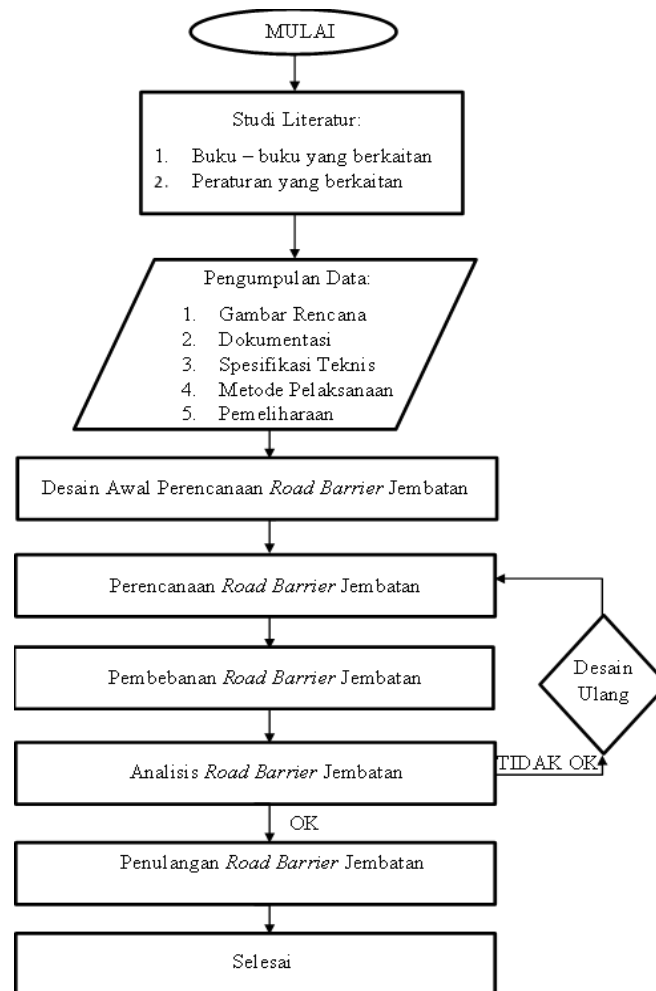 MULAI
Studi Literatur:
1. Buku – buku yang berkaitan
2. Peraturan yang berkaitan
Pengumpulan Data:
1. Gambar Rencana
2. Dokumentasi
3. Spesifikasi Teknis
4. Metode Pelaksanaan
5. Pemeliharaan
Desain Awal Perencanaan Road Barrier Jembatan
Perencanaan Road Barrier Jembatan
Pembebanan Road Barrier Jembatan
Desain
Ulang
Analisis Road Barrier Jembatan
TIDAK OK
OK
Penulangan Road Barrier Jembatan
Selesai